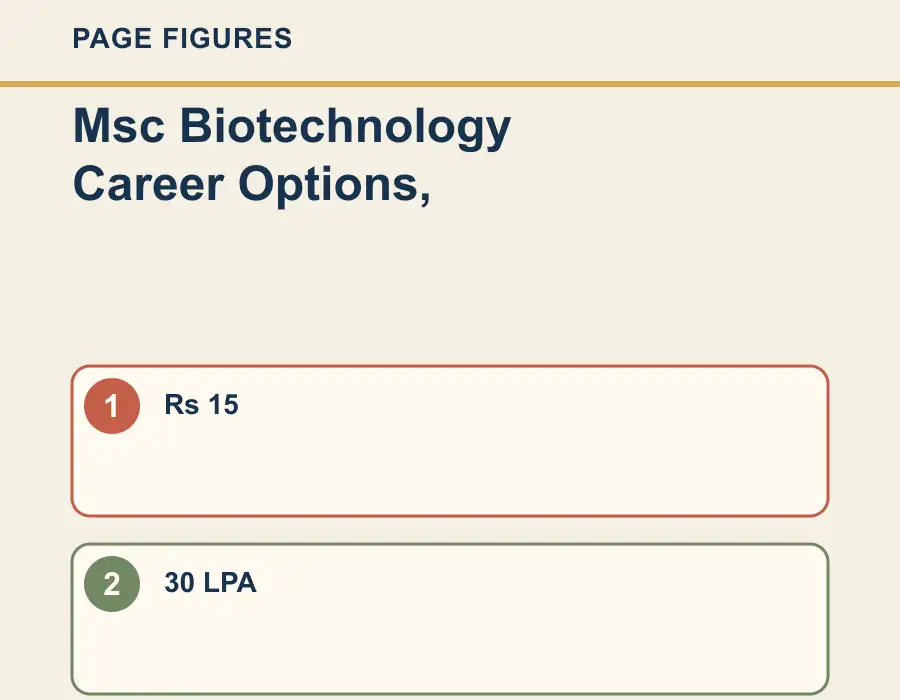 PAGE FIGURES
Msc Biotechnology
Career Options,
1 Rs 15
2 30 LPA